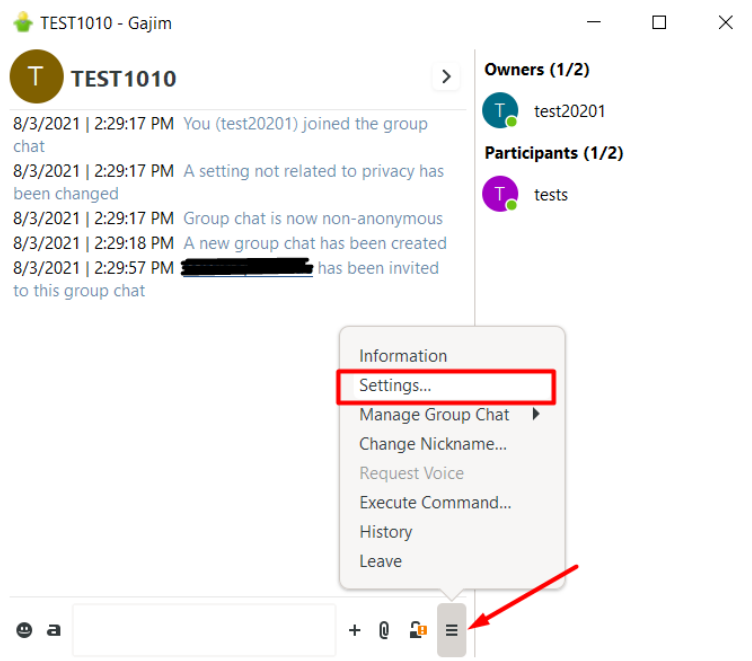 TEST1010 - Gajim
T
TEST1010
8/3/2021 | 2:29:17 PM You (test20201) joined the group
chat
8/3/2021 | 2:29:17 PM A setting not related to privacy has
been changed
8/3/2021 | 2:29:17 PM Group chat is now non-anonymous
8/3/2021 | 2:29:18 PM A new group chat has been created
8/3/2021 | 2:29:57 PM has been invited
to this group chat
Owners (1/2)
T
test20201
Participants (1/2)
T
tests
Information
Settings...
Manage Group Chat
Change Nickname...
Request Voice
Execute Command...
History
Leave
a